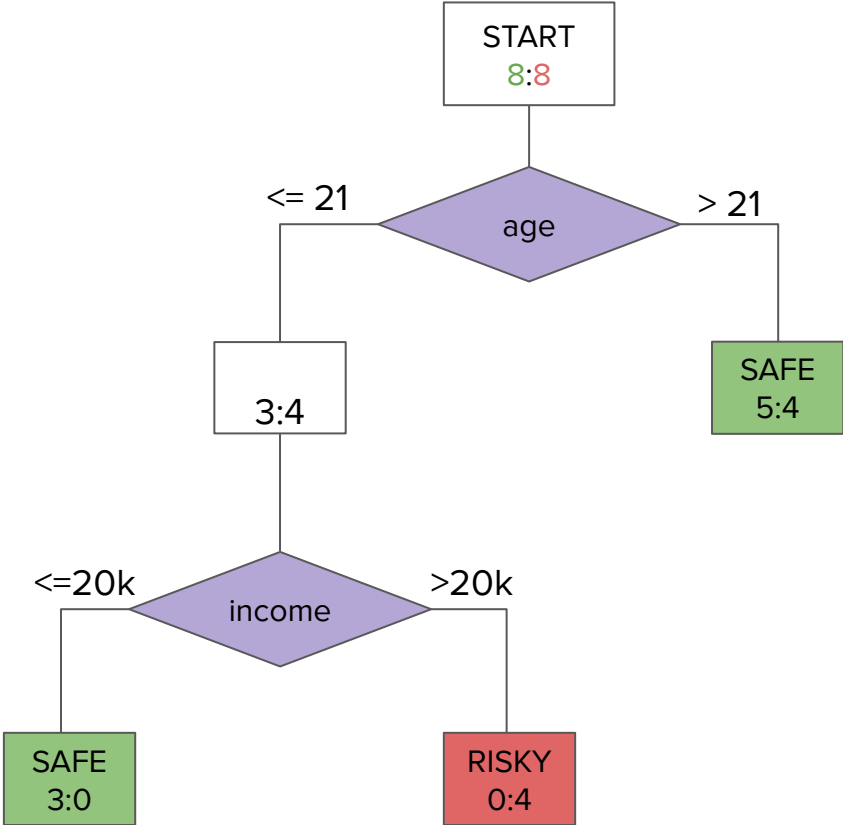 START
8:8
<= 21
> 21
age
3:4
SAFE
5:4
<=20k
>20k
income
SAFE
3:0
RISKY
0:4